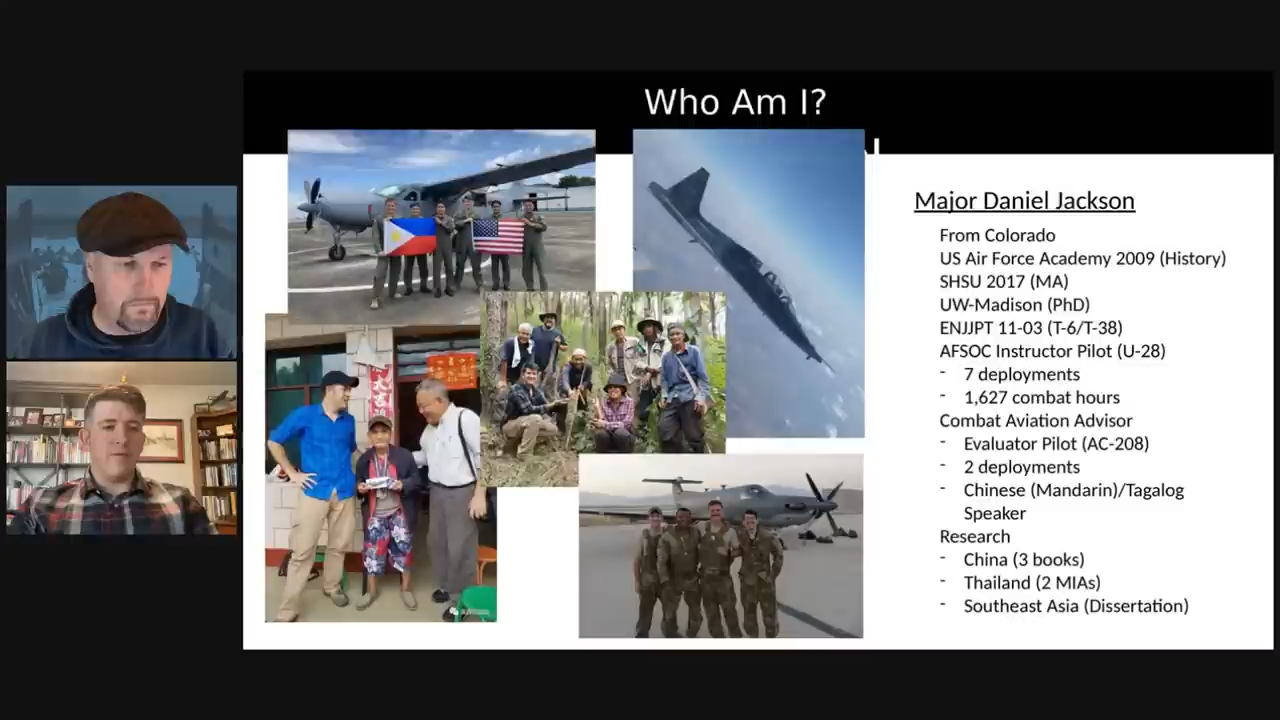 Who Am I?
Major Daniel Jackson
From Colorado
US Air Force Academy 2009 (History)
SHSU 2017 (MA)
UW-Madison (PhD)
ENJJPT 11-03 (T-6/T-38)
AFSOC Instructor Pilot (U-28)
- 7 deployments
- 1,627 combat hours
Combat Aviation Advisor
- Evaluator Pilot (AC-208)
- 2 deployments
- Chinese (Mandarin)/Tagalog
Speaker
Research
- China (3 books)
- Thailand (2 MIAs)
- Southeast Asia (Dissertation)